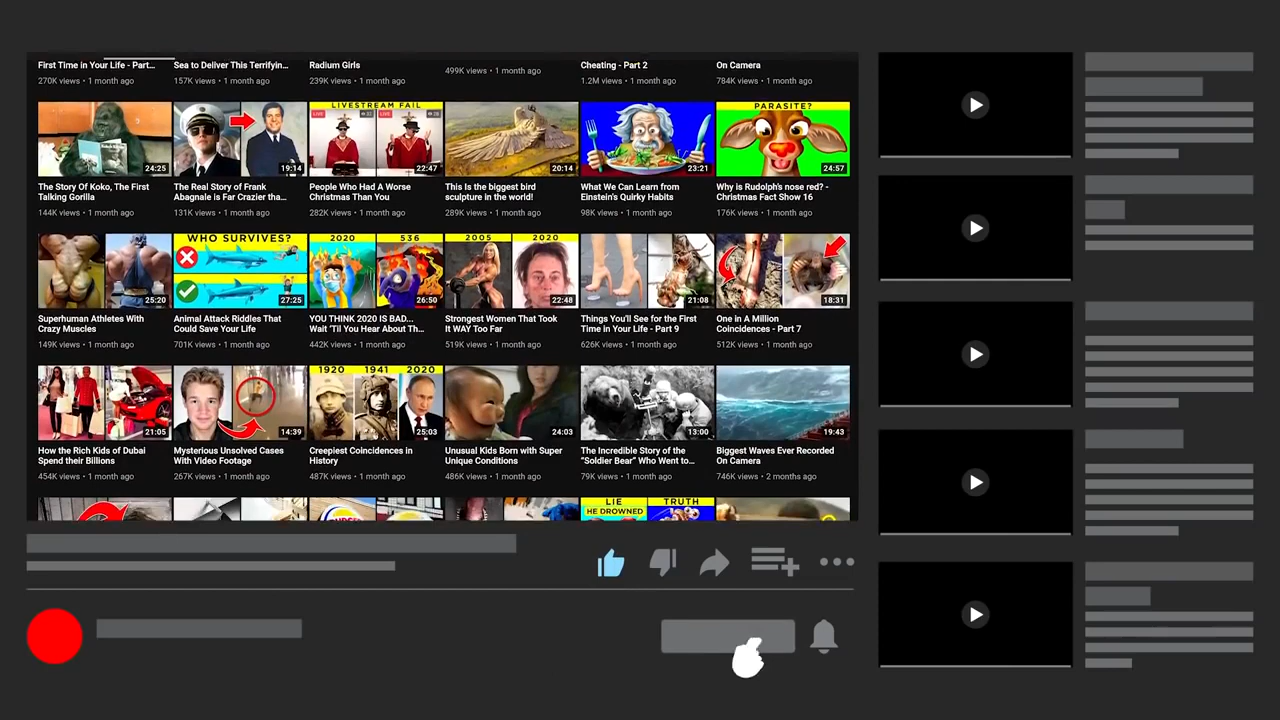 First Time in Your Life - Part...
270K views • 1 month ago
Sea to Deliver This Terrifyin...
157K views • 1 month ago
Radium Girls
239K views • 1 month ago
499K views • 1 month ago
Cheating - Part 2
1.2M views • 1 month ago
On Camera
784K views • 1 month ago
24:25
The Story Of Koko, The First
Talking Gorilla
144K views • 1 month ago
19:14
The Real Story of Frank
Abagnale is Far Crazier tha...
131K views • 1 month ago
LIVESTREAM FAIL
LIVE
LIVE
22:47
People Who Had A Worse
Christmas Than You
282K views • 1 month ago
20:14
This Is the biggest bird
sculpture in the world!
289K views • 1 month ago
23:21
What We Can Learn from
Einstein's Quirky Habits
98K views • 1 month ago
PARASITE?
24:57
Why is Rudolph's nose red? -
Christmas Fact Show 16
176K views • 1 month ago
25:20
Superhuman Athletes With
Crazy Muscles
149K views • 1 month ago
WHO SURVIVES?
27:25
Animal Attack Riddles That
Could Save Your Life
701K views • 1 month ago
2020 536
26:50
YOU THINK 2020 IS BAD...
Wait 'Til You Hear About Th...
442K views • 1 month ago
2005 2020
22:48
Strongest Women That Took
It WAY Too Far
519K views • 1 month ago
21:08
Things You'll See for the First
Time in Your Life - Part 9
626K views • 1 month ago
18:31
One in A Million
Coincidences - Part 7
512K views • 1 month ago
21:05
How the Rich Kids of Dubai
Spend their Billions
454K views • 1 month ago
14:39
Mysterious Unsolved Cases
With Video Footage
267K views • 1 month ago
1920 1941 2020
25:03
Creepiest Coincidences in
History
487K views • 1 month ago
24:03
Unusual Kids Born with Super
Unique Conditions
486K views • 1 month ago
13:00
The Incredible Story of the
"Soldier Bear" Who Went to...
79K views • 1 month ago
19:43
Biggest Waves Ever Recorded
On Camera
746K views • 2 months ago
LIE TRUTH
HE DROWNED